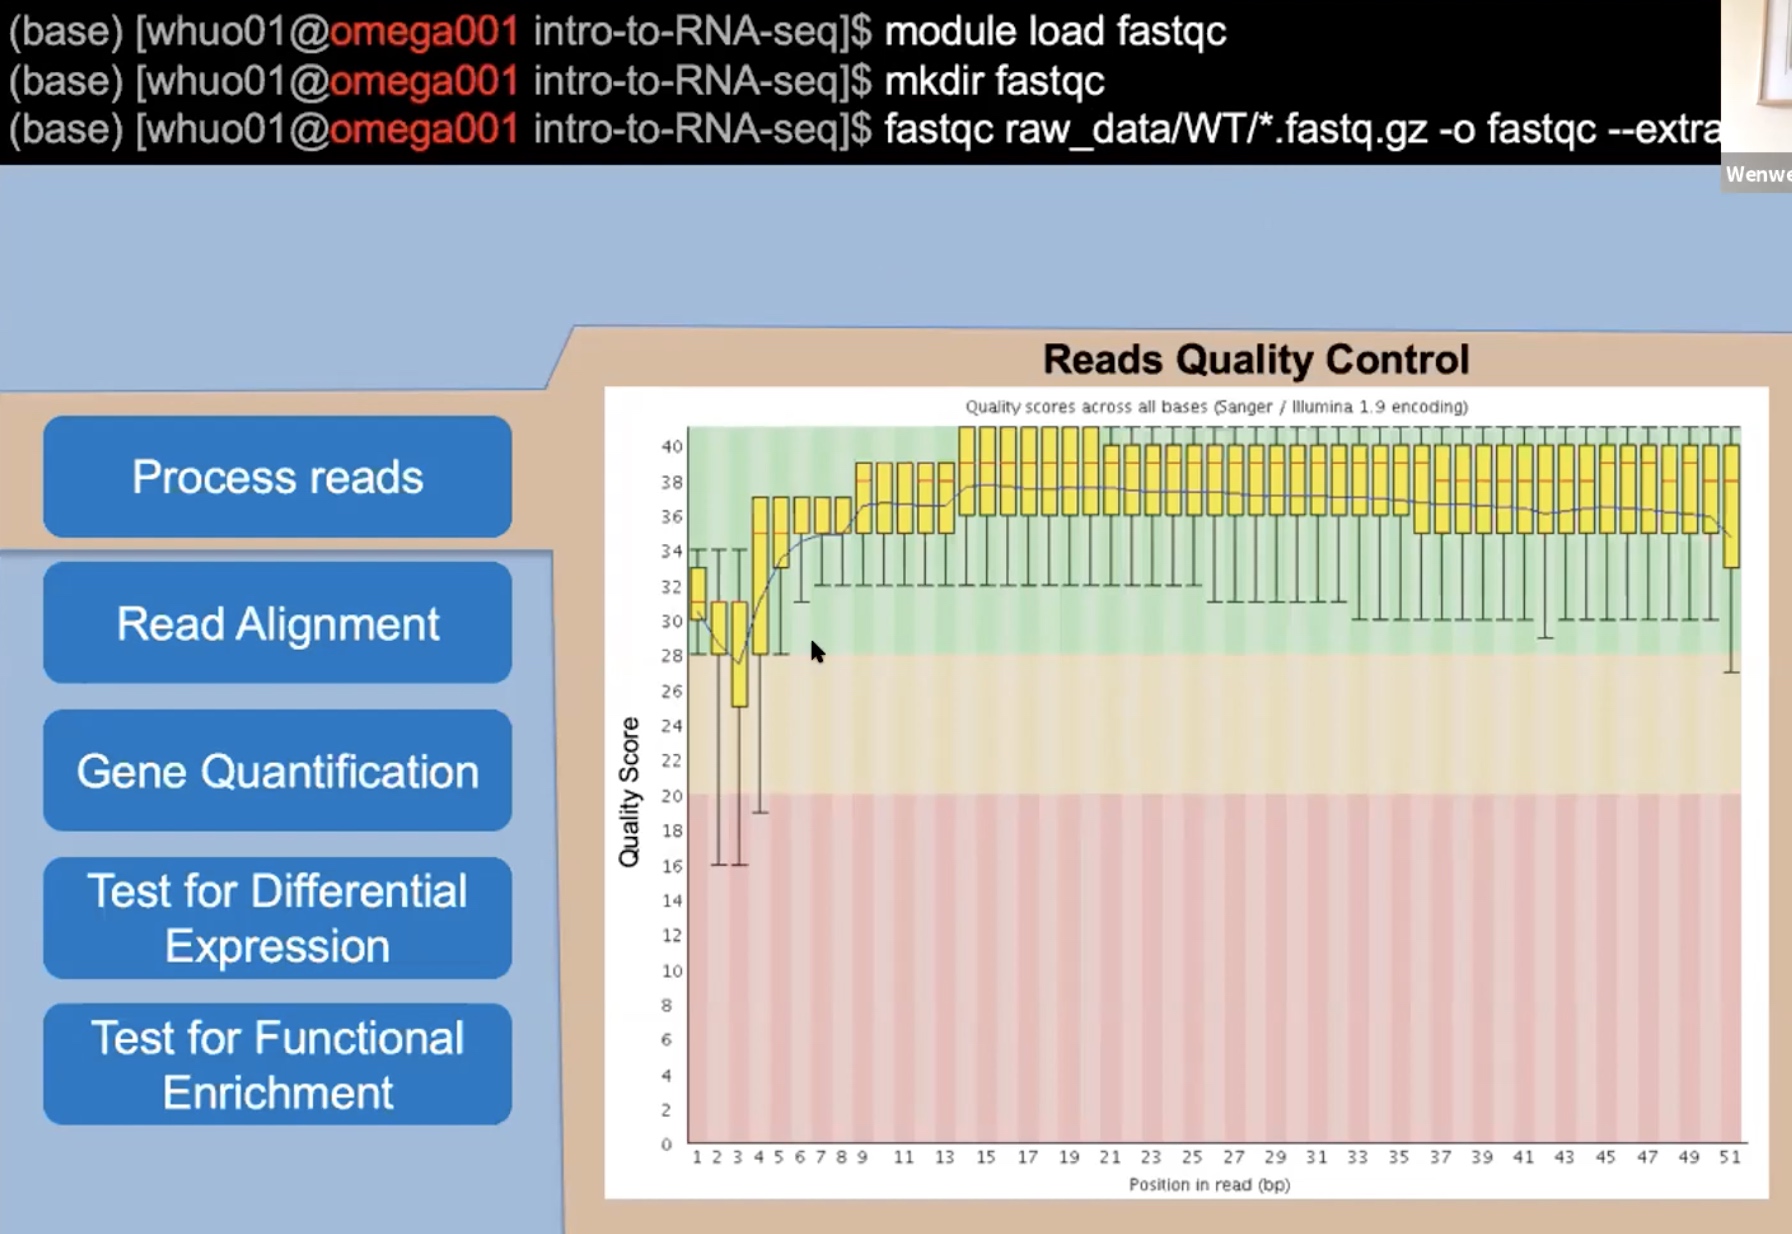 (base) [whuo01@omega001 intro-to-RNA-seq]$ module load fastqc
(base) [whuo01@omega001 intro-to-RNA-seq]$ mkdir fastqc
(base) [whuo01@omega001 intro-to-RNA-seq]$ fastqc raw_data/WT/*.fastq.gz -o fastqc --extra
Wenwe
Reads Quality Control
Process reads
Read Alignment
Gene Quantification
Test for Differential
Expression
Test for Functional
Enrichment
Quality scores across all bases (Sanger / Illumina 1.9 encoding)
Quality Score
40
38
36
34
32
30
28
26
24
22
20
18
16
14
12
10
8
6
4
2
0
1 2 3 4 5 6 7 8 9 11 13 15 17 19 21 23 25 27 29 31 33 35 37 39 41 43 45 47 49 51
Position in read (bp)